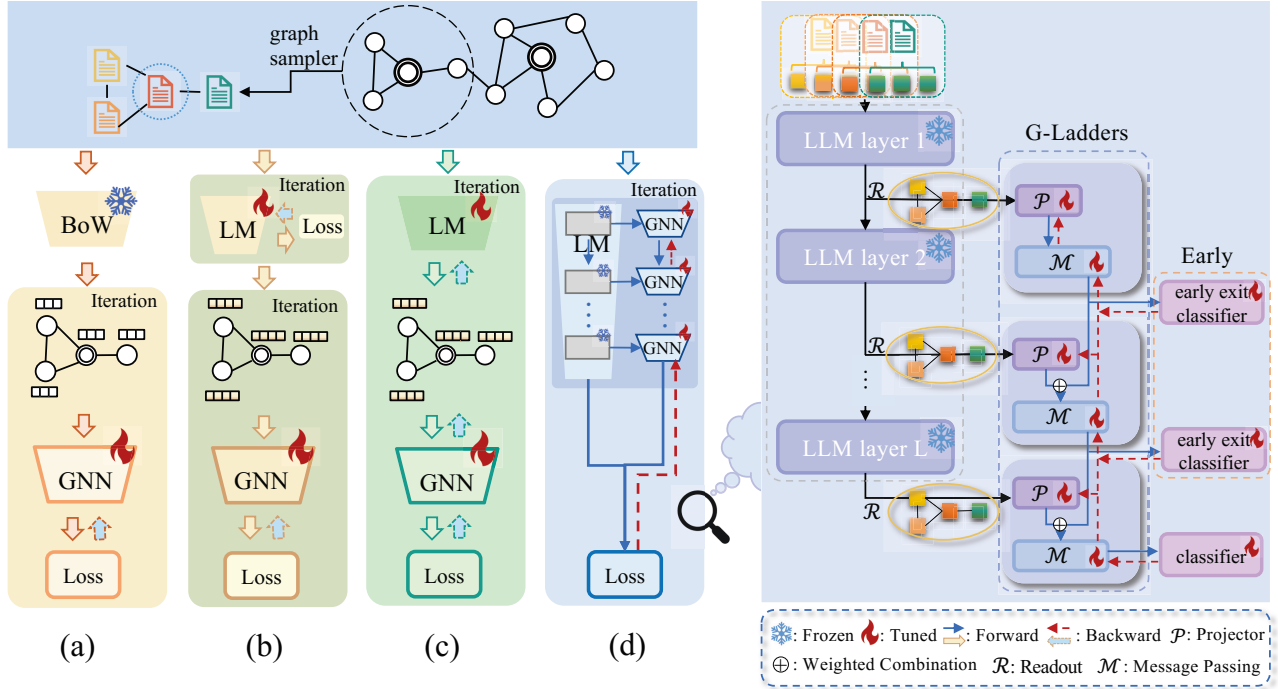 graph
sampler
BoW
Iteration
GNN
Loss
(a)
Iteration
LM
Loss
Iteration
GNN
Loss
(b)
Iteration
LM
GNN
Loss
(c)
Iteration
LM
GNN
GNN
GNN
Loss
(d)
LLM layer 1
LLM layer 2
LLM layer L
ℛ
ℛ
ℛ
G-Ladders
𝒫
ℳ
𝒫
⊕
ℳ
𝒫
⊕
ℳ
Early
early exit
classifier
early exit
classifier
classifier
: Frozen : Tuned : Forward : Backward 𝒫: Projector
⊕ : Weighted Combination ℛ: Readout ℳ: Message Passing